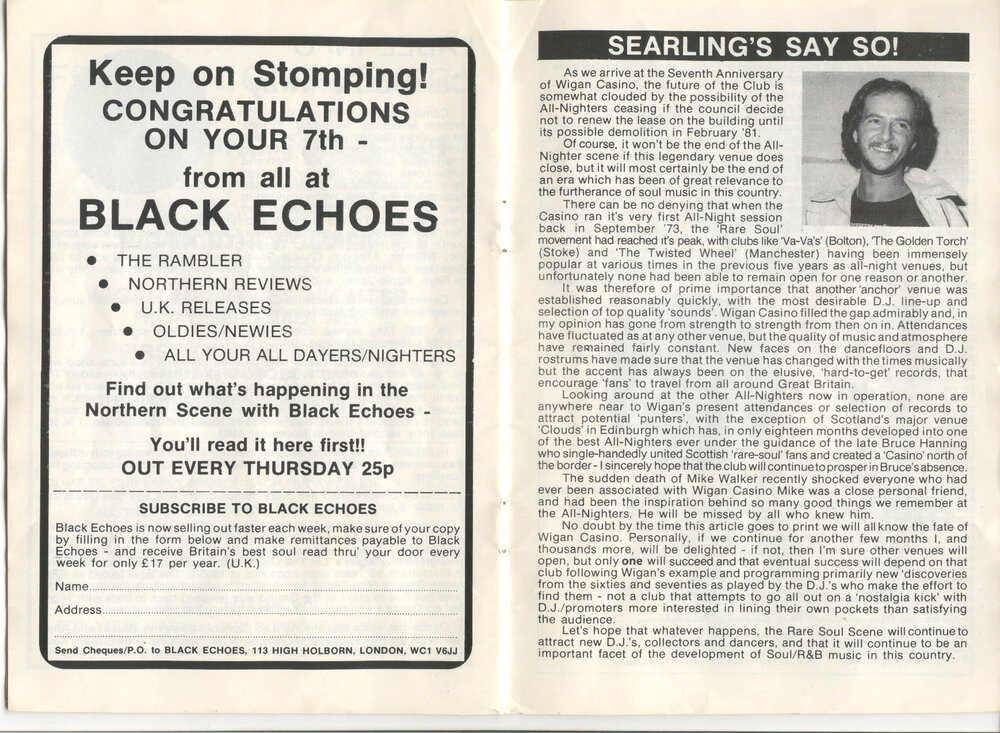 Keep on Stomping!
CONGRATULATIONS
ON YOUR 7th -
from all at
BLACK ECHOES
● THE RAMBLER
● NORTHERN REVIEWS
● U.K. RELEASES
● OLDIES/NEWIES
● ALL YOUR ALL DAYERS/NIGHTERS
Find out what's happening in the
Northern Scene with Black Echoes -
You'll read it here first!!
OUT EVERY THURSDAY 25p
SUBSCRIBE TO BLACK ECHOES
Black Echoes is now selling out faster each week, make sure of your copy
by filling in the form below and make remittances payable to Black
Echoes - and receive Britain's best soul read thru' your door every
week for only £17 per year. (U.K.)
Name
Address
Send Cheques/P.O. to BLACK ECHOES, 113 HIGH HOLBORN, LONDON, WC1 V6JJ
SEARLING'S SAY SO!
As we arrive at the Seventh Anniversary
of Wigan Casino, the future of the Club is
somewhat clouded by the possibility of the
All-Nighters ceasing if the council decide
not to renew the lease on the building until
its possible demolition in February '81.
Of course, it won't be the end of the All-
Nighter scene if this legendary venue does
close, but it will most certainly be the end of
an era which has been of great relevance to
the furtherance of soul music in this country.
There can be no denying that when the
Casino ran it's very first All-Night session
back in September '73, the 'Rare Soul'
movement had reached it's peak, with clubs like 'Va-Va's' (Bolton), 'The Golden Torch'
(Stoke) and 'The Twisted Wheel' (Manchester) having been immensely
popular at various times in the previous five years as all-night venues, but
unfortunately none had been able to remain open for one reason or another.
It was therefore of prime importance that another 'anchor' venue was
established reasonably quickly, with the most desirable D.J. line-up and
selection of top quality 'sounds'. Wigan Casino filled the gap admirably and, in
my opinion has gone from strength to strength from then on in. Attendances
have fluctuated as at any other venue, but the quality of music and atmosphere
have remained fairly constant. New faces on the dancefloors and D.J.
rostrums have made sure that the venue has changed with the times musically
but the accent has always been on the elusive, 'hard-to-get' records, that
encourage 'fans' to travel from all around Great Britain.
Looking around at the other All-Nighters now in operation, none are
anywhere near to Wigan's present attendances or selection of records to
attract potential 'punters', with the exception of Scotland's major venue
'Clouds' in Edinburgh which has, in only eighteen months developed into one
of the best All-Nighters ever under the guidance of the late Bruce Hanning
who single-handedly united Scottish 'rare-soul' fans and created a 'Casino' north of
the border - I sincerely hope that the club will continue to prosper in Bruce's absence.
The sudden death of Mike Walker recently shocked everyone who had
ever been associated with Wigan Casino Mike was a close personal friend,
and had been the inspiration behind so many good things we remember at
the All-Nighters. He will be missed by all who knew him.
No doubt by the time this article goes to print we will all know the fate of
Wigan Casino. Personally, if we continue for another few months I, and
thousands more, will be delighted - if not, then I'm sure other venues will
open, but only one will succeed and that eventual success will depend on that
club following Wigan's example and programming primarily new 'discoveries
from the sixties and seventies as played by the D.J.'s who make the effort to
find them - not a club that attempts to go all out on a 'nostalgia kick' with
D.J./promoters more interested in lining their own pockets than satisfying
the audience.
Let's hope that whatever happens, the Rare Soul Scene will continue to
attract new D.J.'s, collectors and dancers, and that it will continue to be an
important facet of the development of Soul/R&B music in this country.